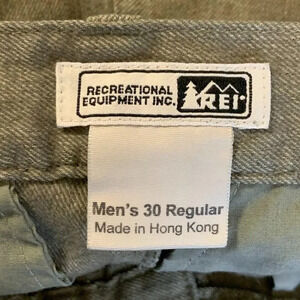 RECREATIONAL
EQUIPMENT INC.
REI
Men's 30 Regular
Made in Hong Kong